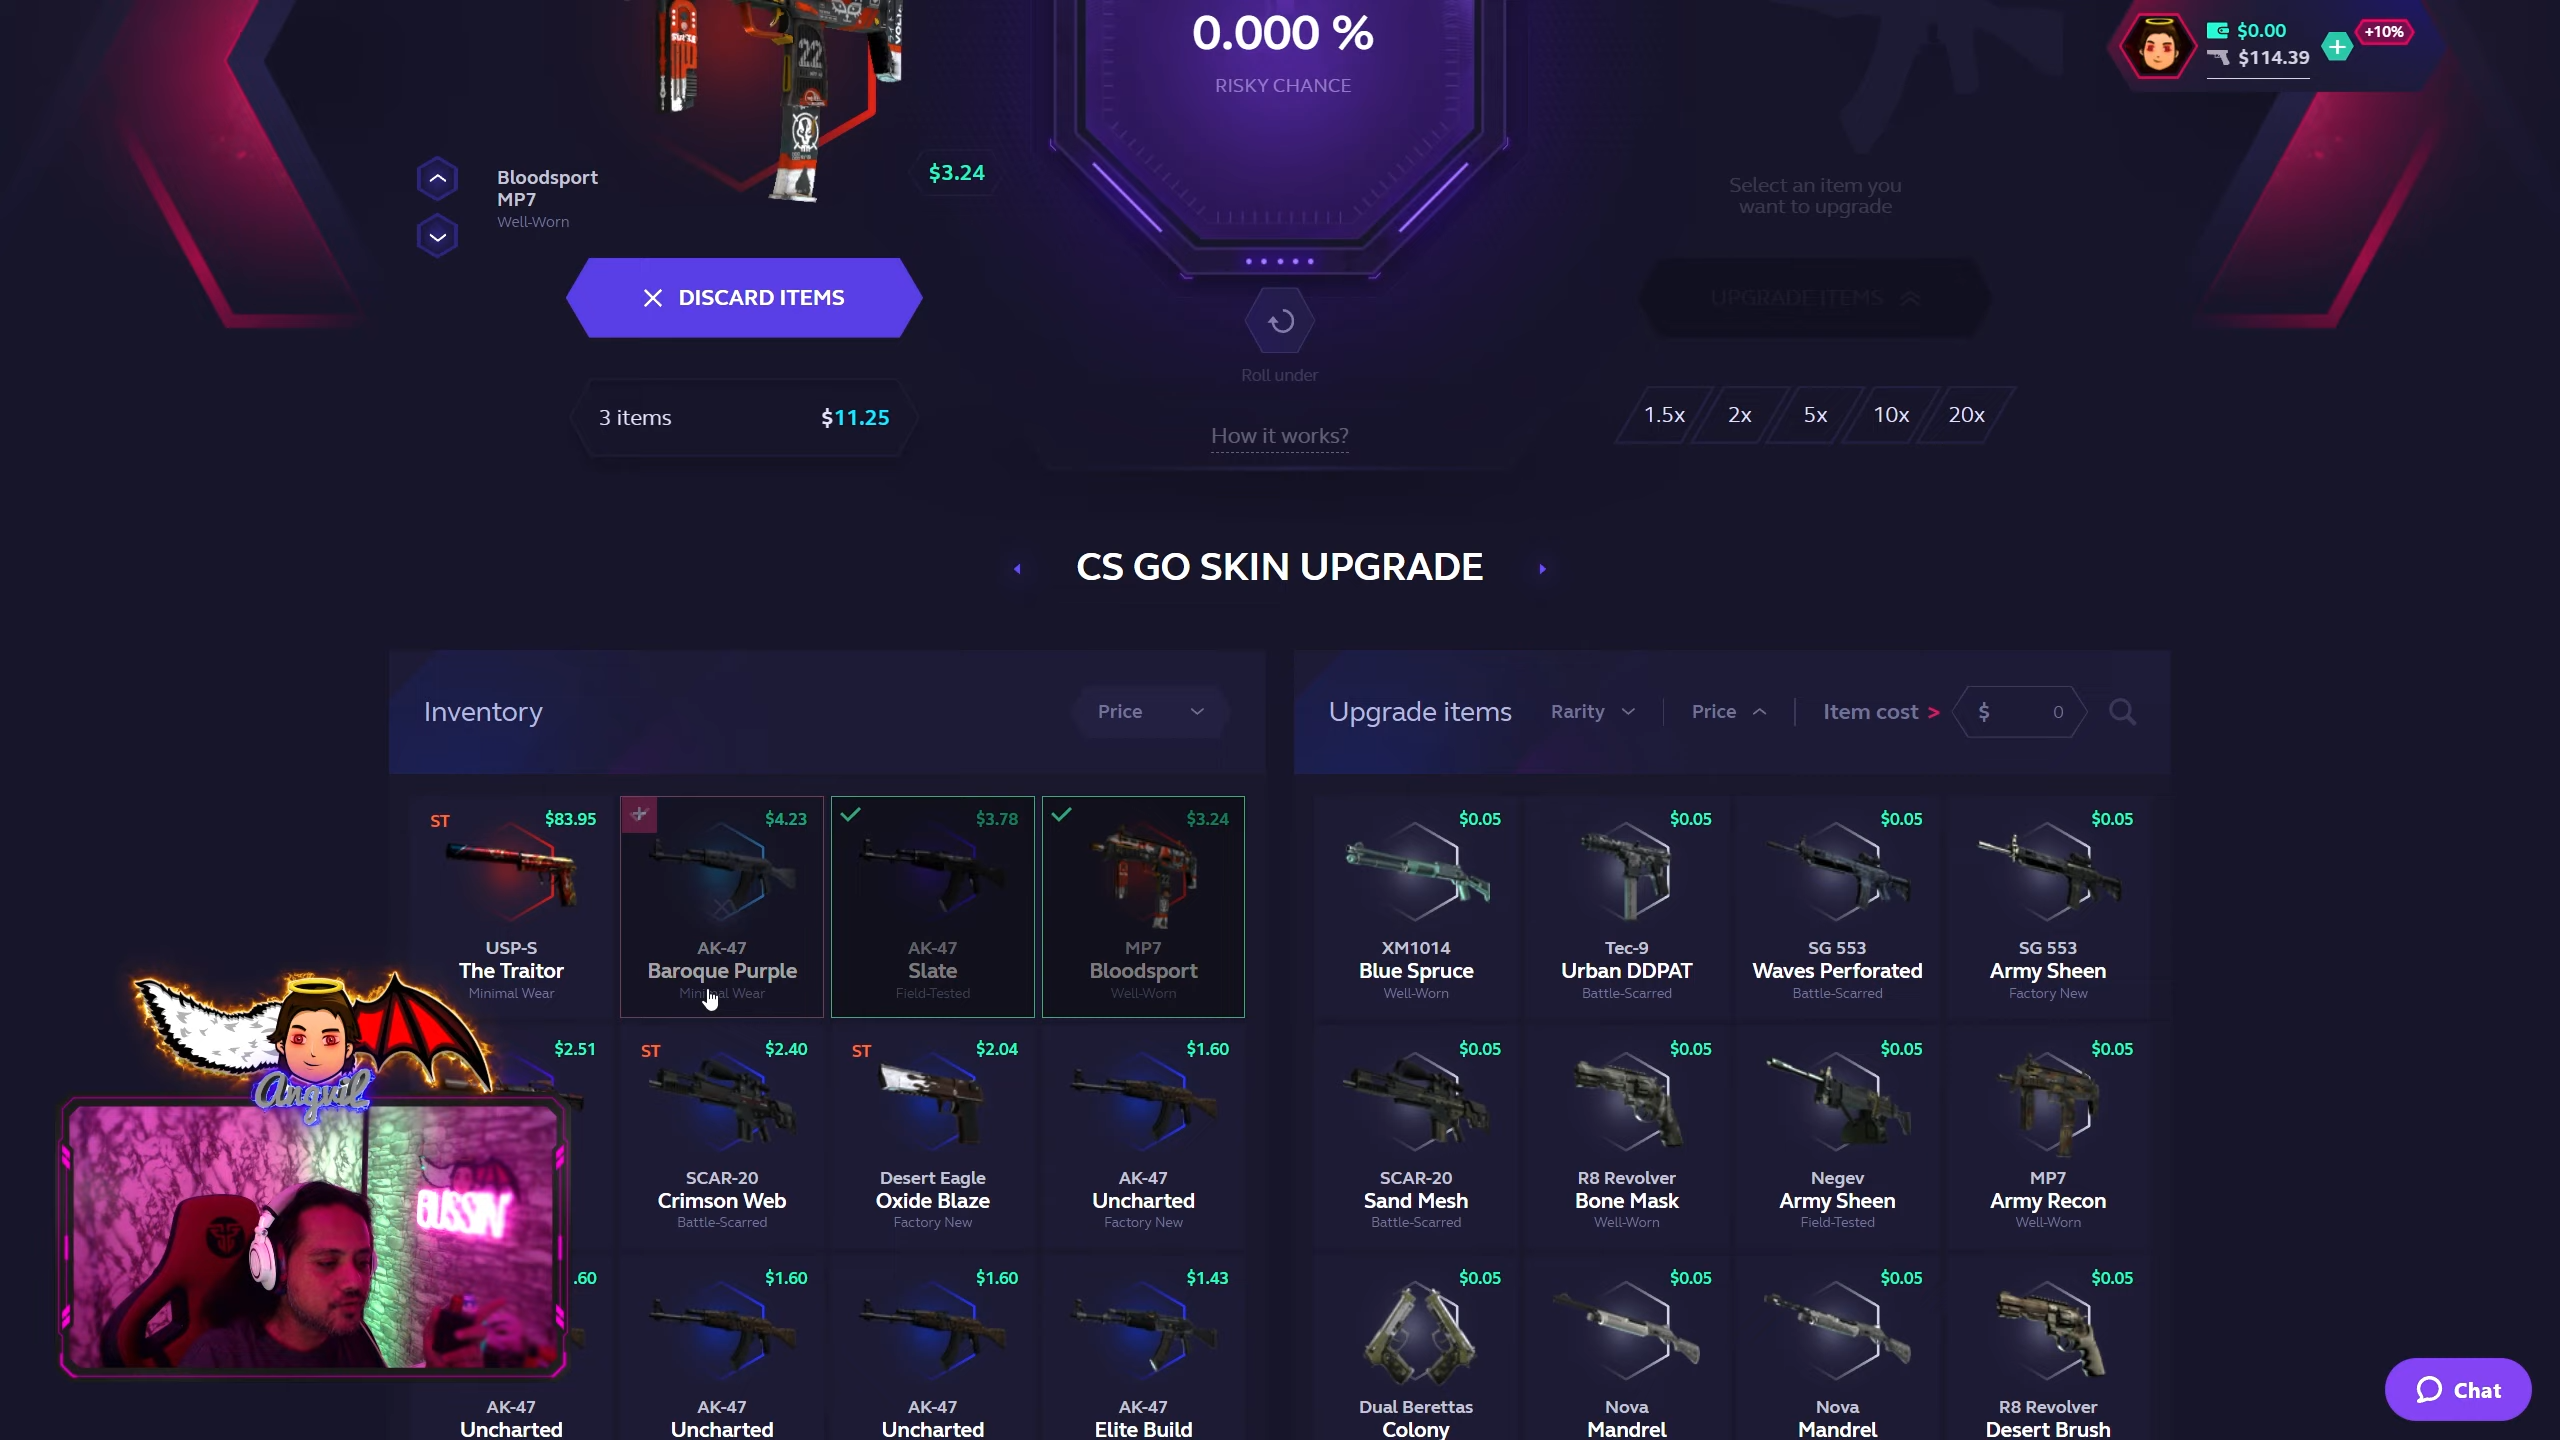 0.000 %
RISKY CHANCE
$0.00
$114.39
+10%
Bloodsport
MP7
Well-Worn
$3.24
Select an item you
want to upgrade
DISCARD ITEMS
UPGRADE ITEMS
Roll under
3 items $11.25
1.5x 2x 5x 10x 20x
How it works?
CS GO SKIN UPGRADE
Inventory
Price
Upgrade items
Rarity
Price
Item cost >
$ 0
ST $83.95
USP-S
The Traitor
Minimal Wear
$4.23
AK-47
Baroque Purple
Minimal Wear
$3.78
AK-47
Slate
Field-Tested
$3.24
MP7
Bloodsport
Well-Worn
$0.05
XM1014
Blue Spruce
Well-Worn
$0.05
Tec-9
Urban DDPAT
Battle-Scarred
$0.05
SG 553
Waves Perforated
Battle-Scarred
$0.05
SG 553
Army Sheen
Factory New
$2.51
ST $2.40
SCAR-20
Crimson Web
Battle-Scarred
ST $2.04
Desert Eagle
Oxide Blaze
Factory New
$1.60
AK-47
Uncharted
Factory New
$0.05
SCAR-20
Sand Mesh
Battle-Scarred
$0.05
R8 Revolver
Bone Mask
Well-Worn
$0.05
Negev
Army Sheen
Field-Tested
$0.05
MP7
Army Recon
Well-Worn
.60
AK-47
Uncharted
$1.60
AK-47
Uncharted
$1.60
AK-47
Uncharted
$1.43
AK-47
Elite Build
$0.05
Dual Berettas
Colony
$0.05
Nova
Mandrel
$0.05
Nova
Mandrel
$0.05
R8 Revolver
Desert Brush
angvil
BUSSIN'
22
Chat